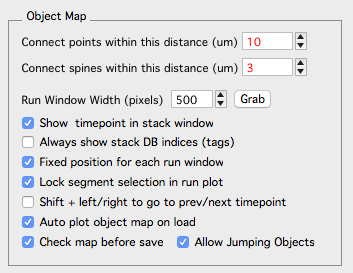 Object Map
Connect points within this distance (um) 10
Connect spines within this distance (um) 3
Run Window Width (pixels) 500 Grab
Show timepoint in stack window
Always show stack DB indices (tags)
Fixed position for each run window
Lock segment selection in run plot
Shift + left/right to go to prev/next timepoint
Auto plot object map on load
Check map before save Allow Jumping Objects